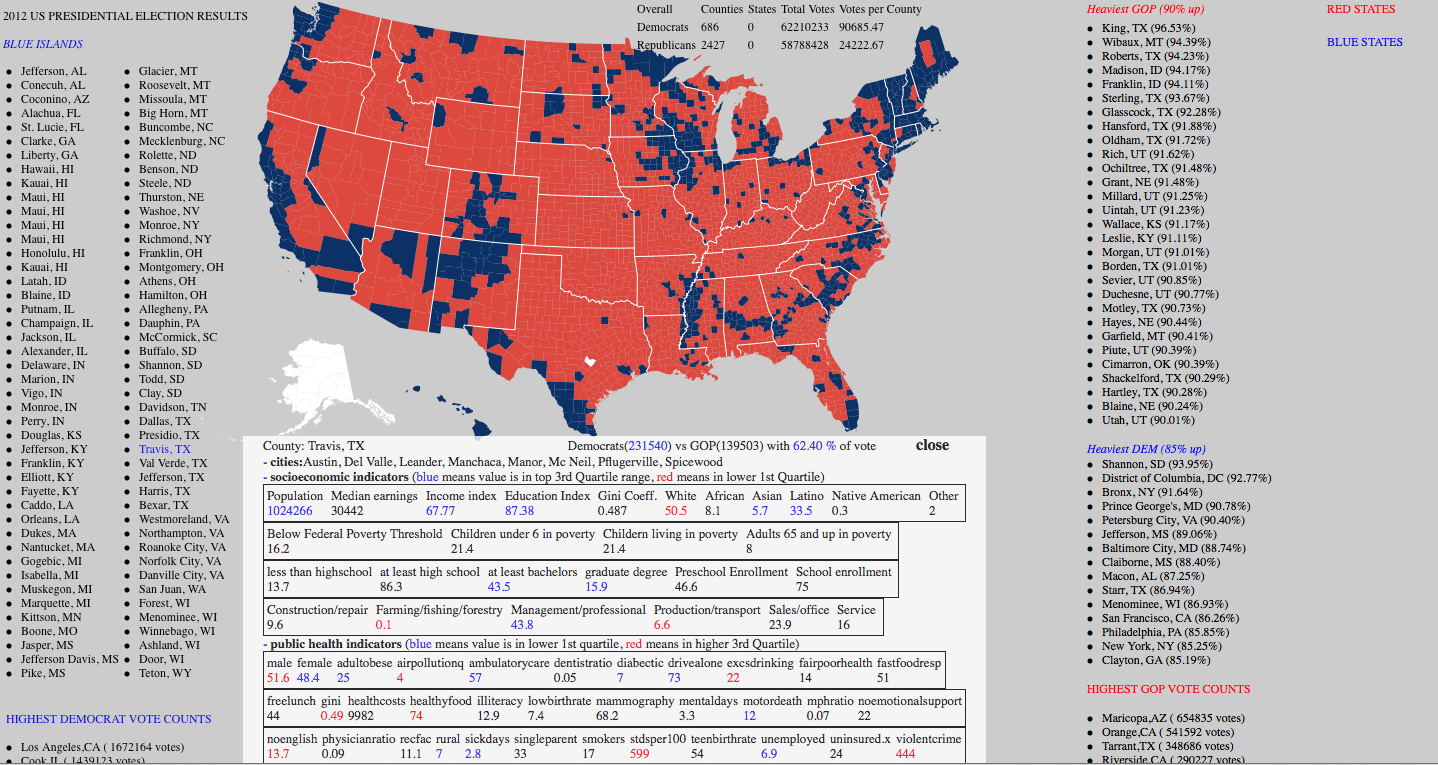 2012 US PRESIDENTIAL ELECTION RESULTS
BLUE ISLANDS
Jefferson, AL
Conecuh, AL
Coconino, AZ
Alachua, FL
St. Lucie, FL
Clarke, GA
Liberty, GA
Hawaii, HI
Kauai, HI
Maui, HI
Maui, HI
Maui, HI
Maui, HI
Honolulu, HI
Kauai, HI
Latah, ID
Blaine, ID
Putnam, IL
Champaign, IL
Jackson, IL
Alexander, IL
Delaware, IN
Marion, IN
Vigo, IN
Monroe, IN
Perry, IN
Douglas, KS
Jefferson, KY
Franklin, KY
Elliott, KY
Fayette, KY
Caddo, LA
Orleans, LA
Dukes, MA
Nantucket, MA
Gogebic, MI
Isabella, MI
Muskegon, MI
Marquette, MI
Kittson, MN
Boone, MO
Jasper, MS
Jefferson Davis, MS
Pike, MS
Glacier, MT
Roosevelt, MT
Missoula, MT
Big Horn, MT
Buncombe, NC
Mecklenburg, NC
Rolette, ND
Benson, ND
Steele, ND
Thurston, NE
Washoe, NV
Monroe, NY
Richmond, NY
Franklin, OH
Montgomery, OH
Athens, OH
Hamilton, OH
Allegheny, PA
Dauphin, PA
McCormick, SC
Buffalo, SD
Shannon, SD
Todd, SD
Clay, SD
Davidson, TN
Dallas, TX
Presidio, TX
Travis, TX
Val Verde, TX
Jefferson, TX
Harris, TX
Bexar, TX
Westmoreland, VA
Northampton, VA
Roanoke City, VA
Norfolk City, VA
Danville City, VA
San Juan, WA
Forest, WI
Menominee, WI
Winnebago, WI
Ashland, WI
Door, WI
Teton, WY
HIGHEST DEMOCRAT VOTE COUNTS
Los Angeles,CA ( 1672164 votes)
Cook,IL ( 1439123 votes)
Overall Counties States Total Votes Votes per County
Democrats 686 0 62210233 90685.47
Republicans 2427 0 58788428 24222.67
County: Travis, TX Democrats(231540) vs GOP(139503) with 62.40 % of vote close
- cities:Austin, Del Valle, Leander, Manchaca, Manor, Mc Neil, Pflugerville, Spicewood
- socioeconomic indicators (blue means value is in top 3rd Quartile range, red means in lower 1st Quartile)
Population Median earnings Income index Education Index Gini Coeff. White African Asian Latino Native American Other
1024266 30442 67.77 87.38 0.487 50.5 8.1 5.7 33.5 0.3 2
Below Federal Poverty Threshold Children under 6 in poverty Childern living in poverty Adults 65 and up in poverty
16.2 21.4 21.4 8
less than highschool at least high school at least bachelors graduate degree Preschool Enrollment School enrollment
13.7 86.3 43.5 15.9 46.6 75
Construction/repair Farming/fishing/forestry Management/professional Production/transport Sales/office Service
9.6 0.1 43.8 6.6 23.9 16
- public health indicators (blue means value is in lower 1st quartile, red means in higher 3rd Quartile)
male female adultobese airpollutionq ambulatorycare dentistratio diabectic drivealone excsdrinking fairpoorhealth fastfoodresp
51.6 48.4 25 4 57 0.05 7 73 22 14 51
freelunch gini healthcosts healthyfood illiteracy lowbirthrate mammography mentaldays motordeath mphratio noemotionalsupport
44 0.49 9982 74 12.9 7.4 68.2 3.3 12 0.07 22
noenglish physicianratio recfac rural sickdays singleparent smokers stdsper100 teenbirthrate unemployed uninsured.x violentcrime
13.7 0.09 11.1 7 2.8 33 17 599 54 6.9 24 444
Heaviest GOP (90% up)
King, TX (96.53%)
Wibaux, MT (94.39%)
Roberts, TX (94.23%)
Madison, ID (94.17%)
Franklin, ID (94.11%)
Sterling, TX (93.67%)
Glasscock, TX (92.28%)
Hansford, TX (91.88%)
Oldham, TX (91.72%)
Rich, UT (91.62%)
Ochiltree, TX (91.48%)
Grant, NE (91.48%)
Millard, UT (91.25%)
Uintah, UT (91.23%)
Wallace, KS (91.17%)
Leslie, KY (91.11%)
Morgan, UT (91.01%)
Borden, TX (91.01%)
Sevier, UT (90.85%)
Duchesne, UT (90.77%)
Motley, TX (90.73%)
Hayes, NE (90.44%)
Garfield, MT (90.41%)
Piute, UT (90.39%)
Cimarron, OK (90.39%)
Shackelford, TX (90.29%)
Hartley, TX (90.28%)
Blaine, NE (90.24%)
Utah, UT (90.01%)
Heaviest DEM (85% up)
Shannon, SD (93.95%)
District of Columbia, DC (92.77%)
Bronx, NY (91.64%)
Prince George's, MD (90.78%)
Petersburg City, VA (90.40%)
Jefferson, MS (89.06%)
Baltimore City, MD (88.74%)
Claiborne, MS (88.40%)
Macon, AL (87.25%)
Starr, TX (86.94%)
Menominee, WI (86.93%)
San Francisco, CA (86.26%)
Philadelphia, PA (85.85%)
New York, NY (85.25%)
Clayton, GA (85.19%)
HIGHEST GOP VOTE COUNTS
Maricopa,AZ ( 654835 votes)
Orange,CA ( 541592 votes)
Tarrant,TX ( 348686 votes)
Riverside,CA ( 290227 votes)
RED STATES
BLUE STATES